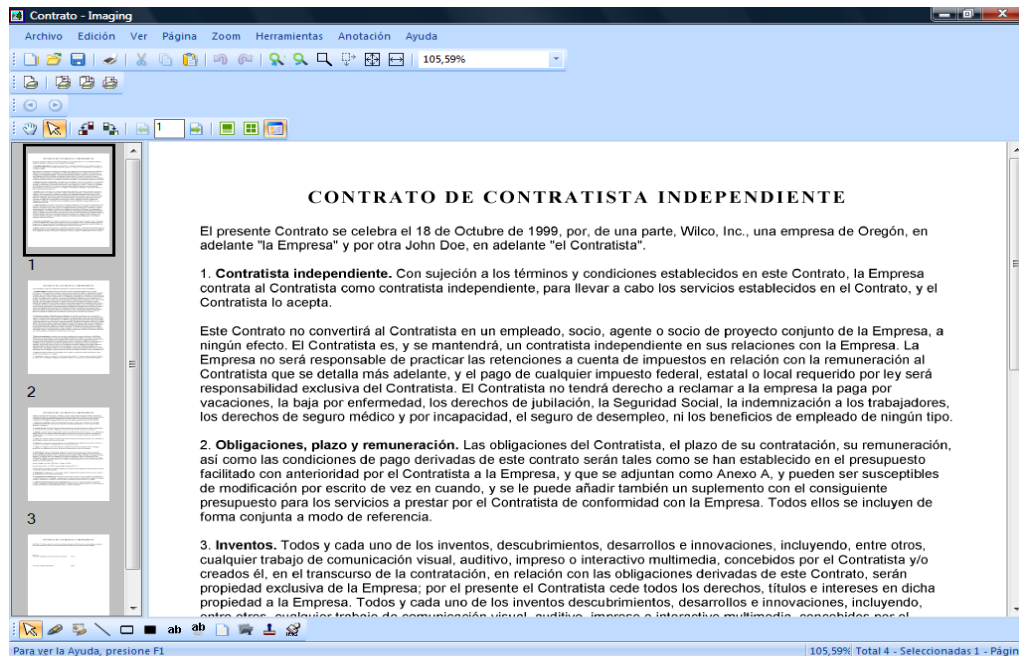 Contrato - Imaging
Archivo Edición Ver Página Zoom Herramientas Anotación Ayuda
105,59%
1
CONTRATO DE CONTRATISTA INDEPENDIENTE
El presente Contrato se celebra el 18 de Octubre de 1999, por, de una parte, Wilco, Inc., una empresa de Oregón, en
adelante "la Empresa" y por otra John Doe, en adelante "el Contratista".
1. Contratista independiente. Con sujeción a los términos y condiciones establecidos en este Contrato, la Empresa
contrata al Contratista como contratista independiente, para llevar a cabo los servicios establecidos en el Contrato, y el
Contratista lo acepta.
Este Contrato no convertirá al Contratista en un empleado, socio, agente o socio de proyecto conjunto de la Empresa, a
ningún efecto. El Contratista es, y se mantendrá, un contratista independiente en sus relaciones con la Empresa. La
Empresa no será responsable de practicar las retenciones a cuenta de impuestos en relación con la remuneración al
Contratista que se detalla más adelante, y el pago de cualquier impuesto federal, estatal o local requerido por ley será
responsabilidad exclusiva del Contratista. El Contratista no tendrá derecho a reclamar a la empresa la paga por
vacaciones, la baja por enfermedad, los derechos de jubilación, la Seguridad Social, la indemnización a los trabajadores,
los derechos de seguro médico y por incapacidad, el seguro de desempleo, ni los beneficios de empleado de ningún tipo.
2. Obligaciones, plazo y remuneración. Las obligaciones del Contratista, el plazo de su contratación, su remuneración,
así como las condiciones de pago derivadas de este contrato serán tales como se han establecido en el presupuesto
facilitado con anterioridad por el Contratista a la Empresa, y que se adjuntan como Anexo A, y pueden ser susceptibles
de modificación por escrito de vez en cuando, y se le puede añadir también un suplemento con el consiguiente
presupuesto para los servicios a prestar por el Contratista de conformidad con la Empresa. Todos ellos se incluyen de
forma conjunta a modo de referencia.
3. Inventos. Todos y cada uno de los inventos, descubrimientos, desarrollos e innovaciones, incluyendo, entre otros,
cualquier trabajo de comunicación visual, auditivo, impreso o interactivo multimedia, concebidos por el Contratista y/o
creados él, en el transcurso de la contratación, en relación con las obligaciones derivadas de este Contrato, serán
propiedad exclusiva de la Empresa; por el presente el Contratista cede todos los derechos, títulos e intereses en dicha
propiedad a la Empresa. Todos y cada uno de los inventos descubrimientos, desarrollos e innovaciones, incluyendo,
entre otros, cualquier trabajo de comunicación visual, auditivo, impreso o interactivo multimedia, concebidos por el
1
2
3
ab ab
Para ver la Ayuda, presione F1
105,59% Total 4 - Seleccionadas 1 - Págin